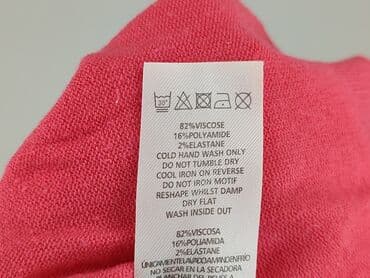 30°
82%VISCOSE
16%POLYAMIDE
2%ELASTANE
COLD HAND WASH ONLY
DO NOT TUMBLE DRY
COOL IRON ON REVERSE
DO NOT IRON MOTIF
RESHAPE WHILST DAMP
DRY FLAT
WASH INSIDE OUT
82%VISCOSA
16%POLIAMIDA
2%ELASTANO
NO SECAR EN LA SECADORA